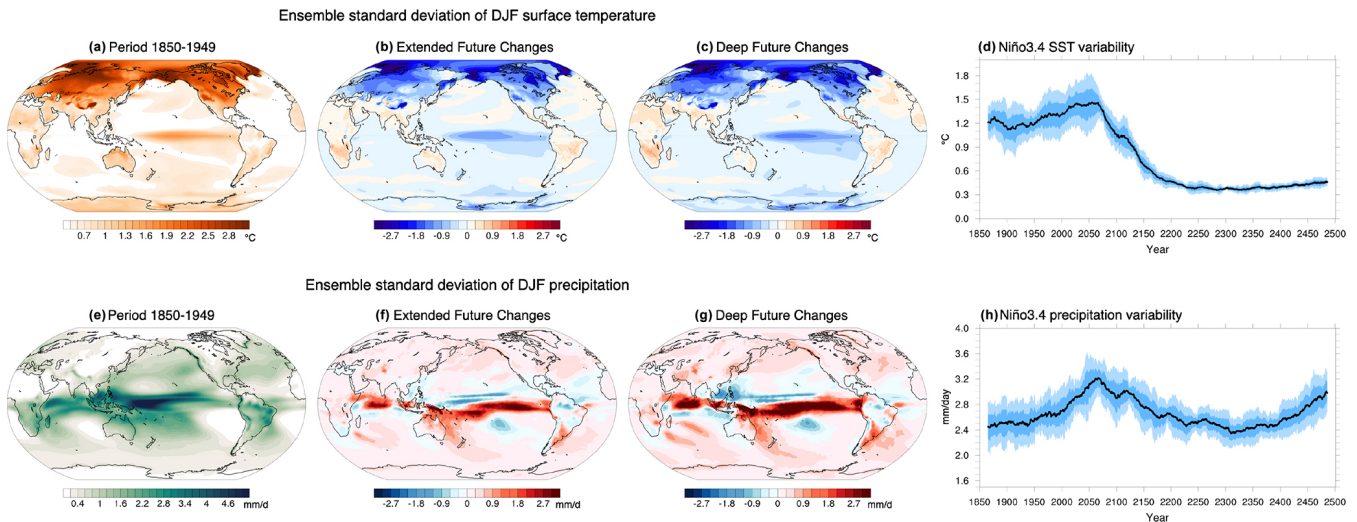 Ensemble standard deviation of DJF surface temperature
(a) Period 1850-1949
(b) Extended Future Changes
(c) Deep Future Changes
(d) Niño3.4 SST variability
0.7 1 1.3 1.6 1.9 2.2 2.5 2.8 °C
-2.7 -1.8 -0.9 0 0.9 1.8 2.7 °C
-2.7 -1.8 -0.9 0 0.9 1.8 2.7 °C
°C
1.8
1.5
1.2
0.9
0.6
0.3
0.0
1850 1900 1950 2000 2050 2100 2150 2200 2250 2300 2350 2400 2450 2500
Year
Ensemble standard deviation of DJF precipitation
(e) Period 1850-1949
(f) Extended Future Changes
(g) Deep Future Changes
(h) Niño3.4 precipitation variability
0.4 1 1.6 2.2 2.8 3.4 4 4.6 mm/d
-2.7 -1.8 -0.9 0 0.9 1.8 2.7 mm/d
-2.7 -1.8 -0.9 0 0.9 1.8 2.7 mm/d
mm/day
4.0
3.6
3.2
2.8
2.4
2.0
1.6
1850 1900 1950 2000 2050 2100 2150 2200 2250 2300 2350 2400 2450 2500
Year